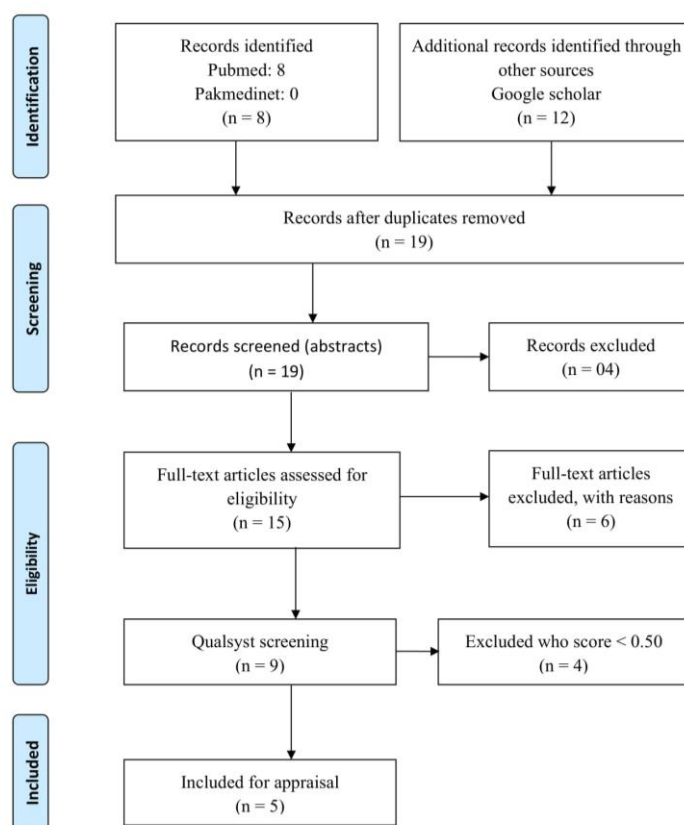 Identification
Records identified
Pubmed: 8
Pakmedinet: 0
(n = 8)
Additional records identified through
other sources
Google scholar
(n = 12)
Screening
Records after duplicates removed
(n = 19)
Records screened (abstracts)
(n = 19)
Records excluded
(n = 04)
Eligibility
Full-text articles assessed for
eligibility
(n = 15)
Full-text articles
excluded, with reasons
(n = 6)
Qualsyst screening
(n = 9)
Excluded who score < 0.50
(n = 4)
Included
Included for appraisal
(n = 5)